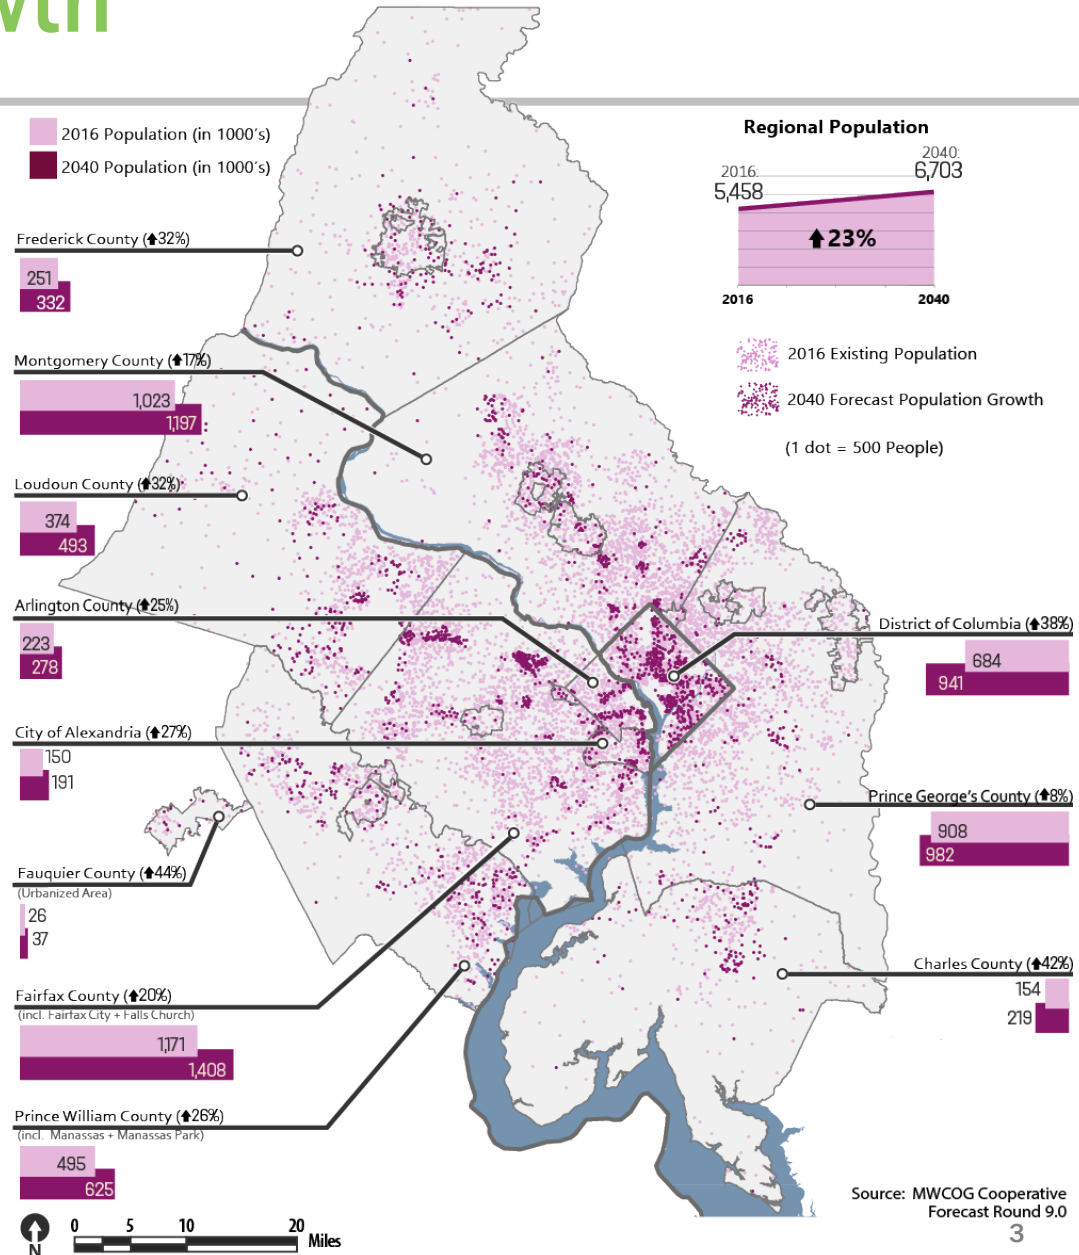 wth
2016 Population (in 1000's)
2040 Population (in 1000's)
Regional Population
2016:
5,458
2040:
6,703
23%
2016
2040
2016 Existing Population
2040 Forecast Population Growth
(1 dot = 500 People)
Frederick County (⬆32%)
251
332
Montgomery County (⬆17%)
1,023
1,197
Loudoun County (⬆32%)
374
493
Arlington County (⬆25%)
223
278
City of Alexandria (⬆27%)
150
191
Fauquier County (⬆44%)
(Urbanized Area)
26
37
Fairfax County (⬆20%)
(incl. Fairfax City + Falls Church)
1,171
1,408
Prince William County (⬆26%)
(incl. Manassas + Manassas Park)
495
625
District of Columbia (⬆38%)
684
941
Prince George's County (⬆8%)
908
982
Charles County (⬆42%)
154
219
N
0 5 10 20
Miles
Source: MWCOG Cooperative
Forecast Round 9.0
3